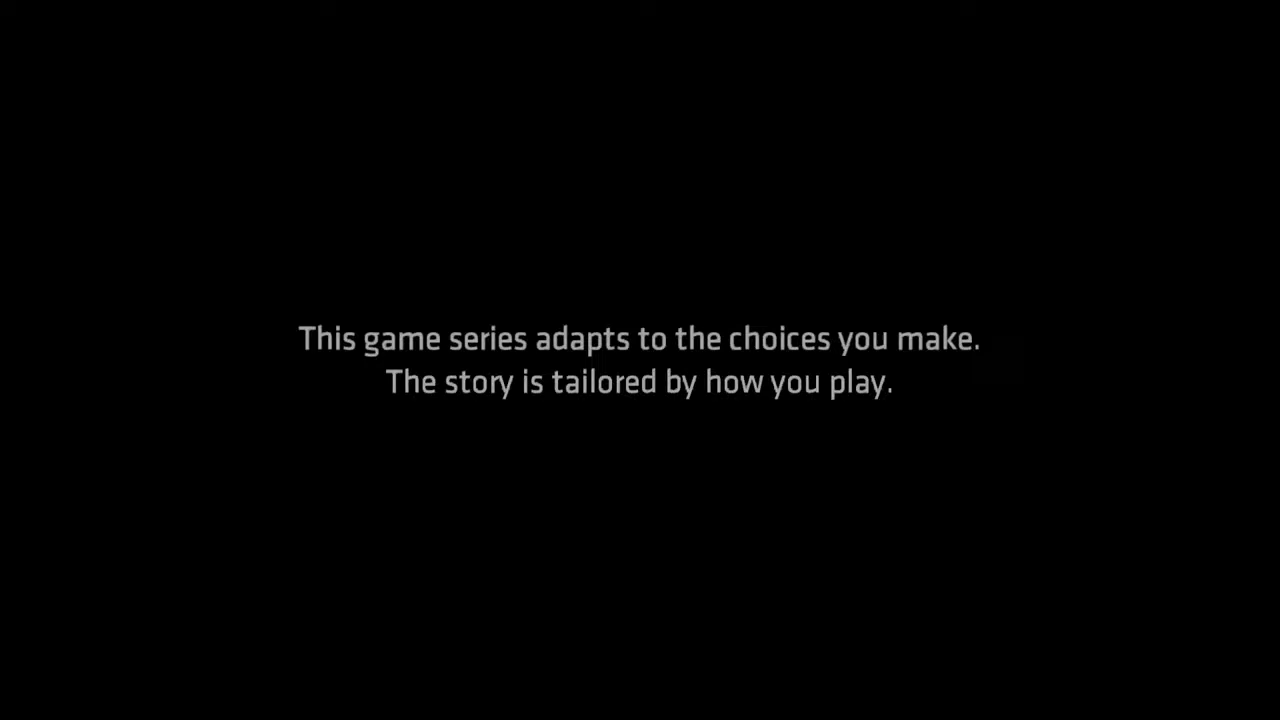 This game series adapts to the choices you make.
The story is tailored by how you play.